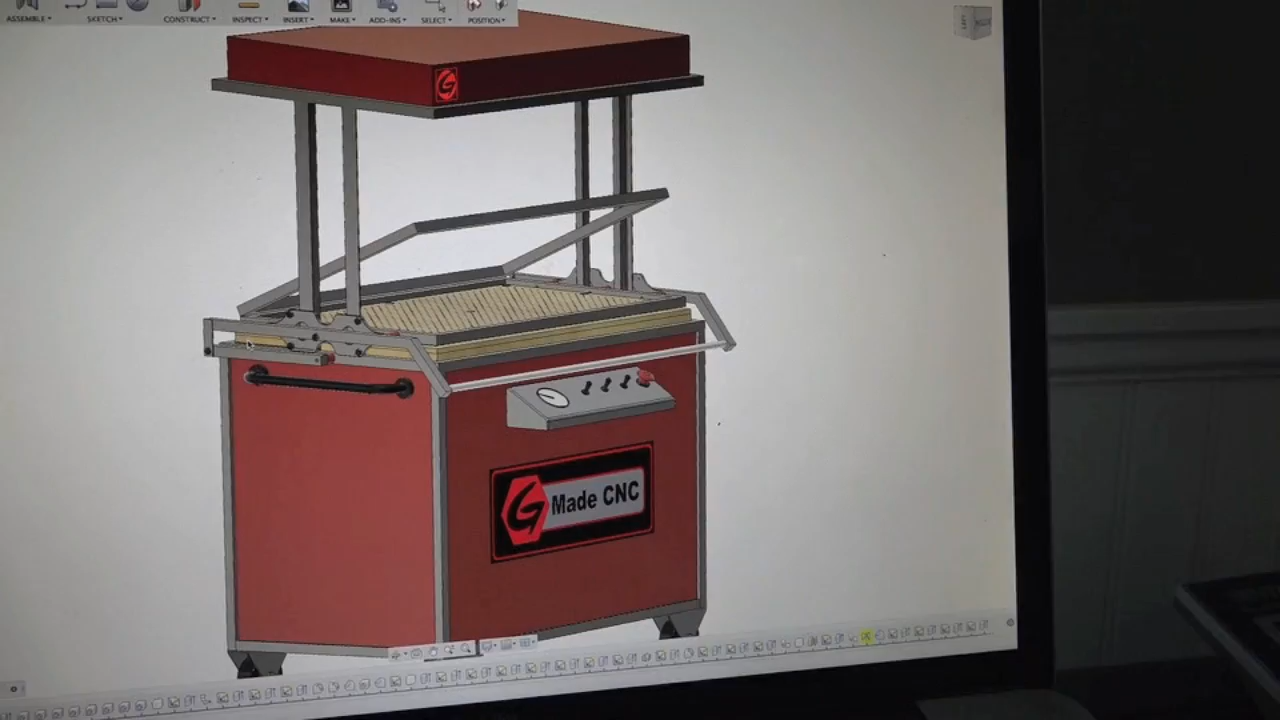 ASSEMBLE
SKETCH
CONSTRUCT
INSPECT
INSERT
MAKE
ADD-INS
SELECT
POSITION
G
G Made CNC